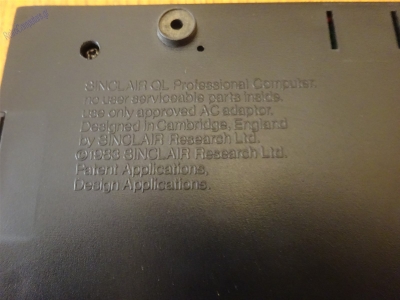 SINCLAIR QL Professional Computer.
no user serviceable parts inside.
use only approved AC adaptor.
Designed in Cambridge, England
by SINCLAIR Research Ltd.
© 1983 SINCLAIR Research Ltd.
Patent Applications,
Design Applications.